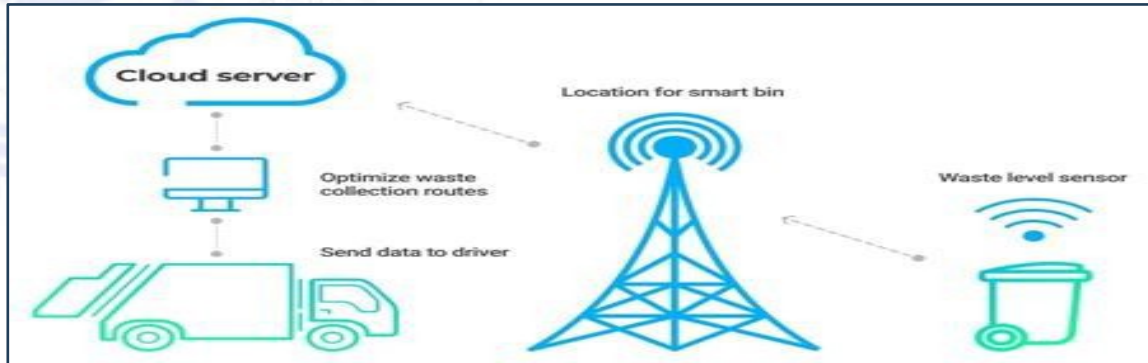 Cloud server
Location for smart bin
Optimize waste
collection routes
Waste level sensor
Send data to driver